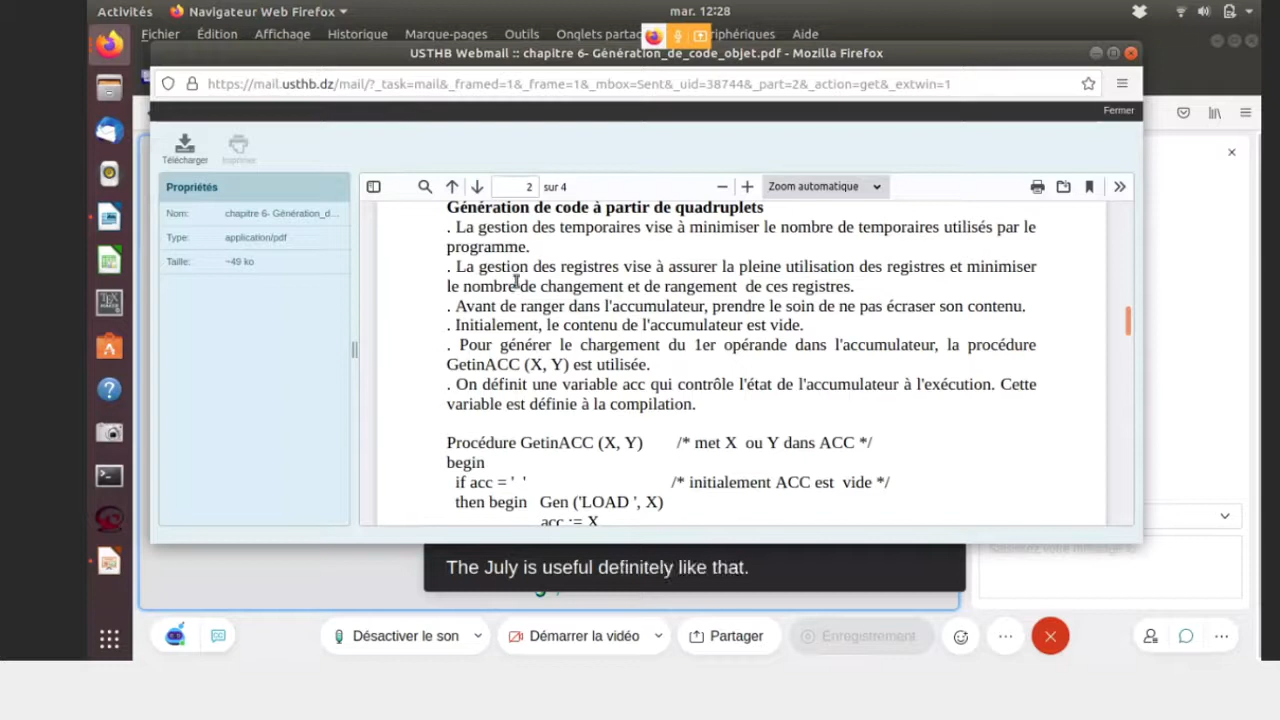 Activités Navigateur Web Firefox mar. 12:28
Fichier Édition Affichage Historique Marque-pages Outils Onglets parta riphériques Aide
USTHB Webmail :: chapitre 6- Génération_de_code_objet.pdf - Mozilla Firefox
https://mail.usthb.dz/mail/?_task=mail&_framed=1&_frame=1&_mbox=Sent&_uid=38744&_part=2&_action=get&_extwin=1
Fermer
Télécharger Imprimer
Propriétés
Nom: chapitre 6- Génération_d...
Type: application/pdf
Taille: ~49 ko
2 sur 4 Zoom automatique
Génération de code à partir de quadruplets
. La gestion des temporaires vise à minimiser le nombre de temporaires utilisés par le
programme.
. La gestion des registres vise à assurer la pleine utilisation des registres et minimiser
le nombre de changement et de rangement de ces registres.
. Avant de ranger dans l'accumulateur, prendre le soin de ne pas écraser son contenu.
. Initialement, le contenu de l'accumulateur est vide.
. Pour générer le chargement du 1er opérande dans l'accumulateur, la procédure
GetinACC (X, Y) est utilisée.
. On définit une variable acc qui contrôle l'état de l'accumulateur à l'exécution. Cette
variable est définie à la compilation.
Procédure GetinACC (X, Y) /* met X ou Y dans ACC */
begin
if acc = ' ' /* initialement ACC est vide */
then begin Gen ('LOAD ', X)
acc := X
The July is useful definitely like that.
Désactiver le son Démarrer la vidéo Partager Enregistrement